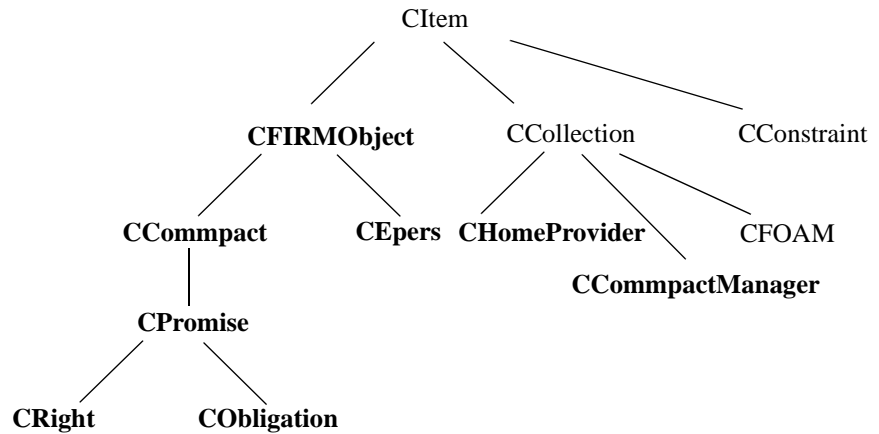 CItem
CFIRMObject CCollection CConstraint
CCommpact CEpers CHomeProvider CFOAM
CCommpactManager
CPromise
CRight CObligation